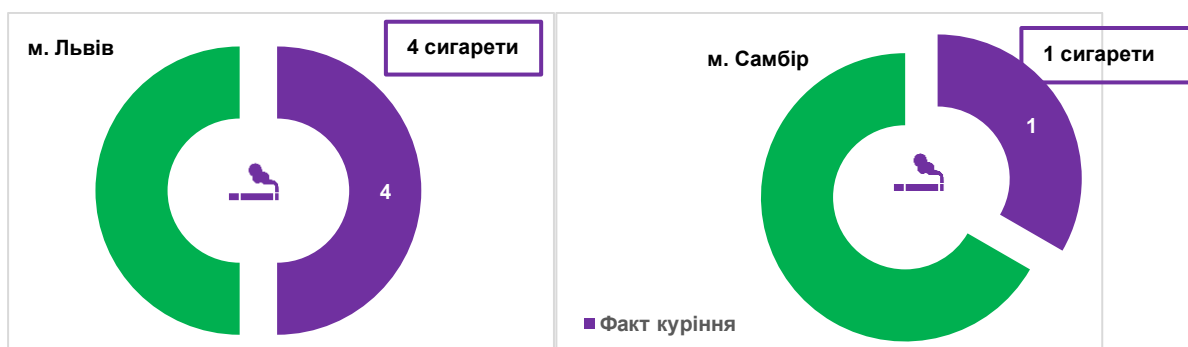 м. Львів
4 сигарети
4
м. Самбір
1 сигарети
1
Факт куріння